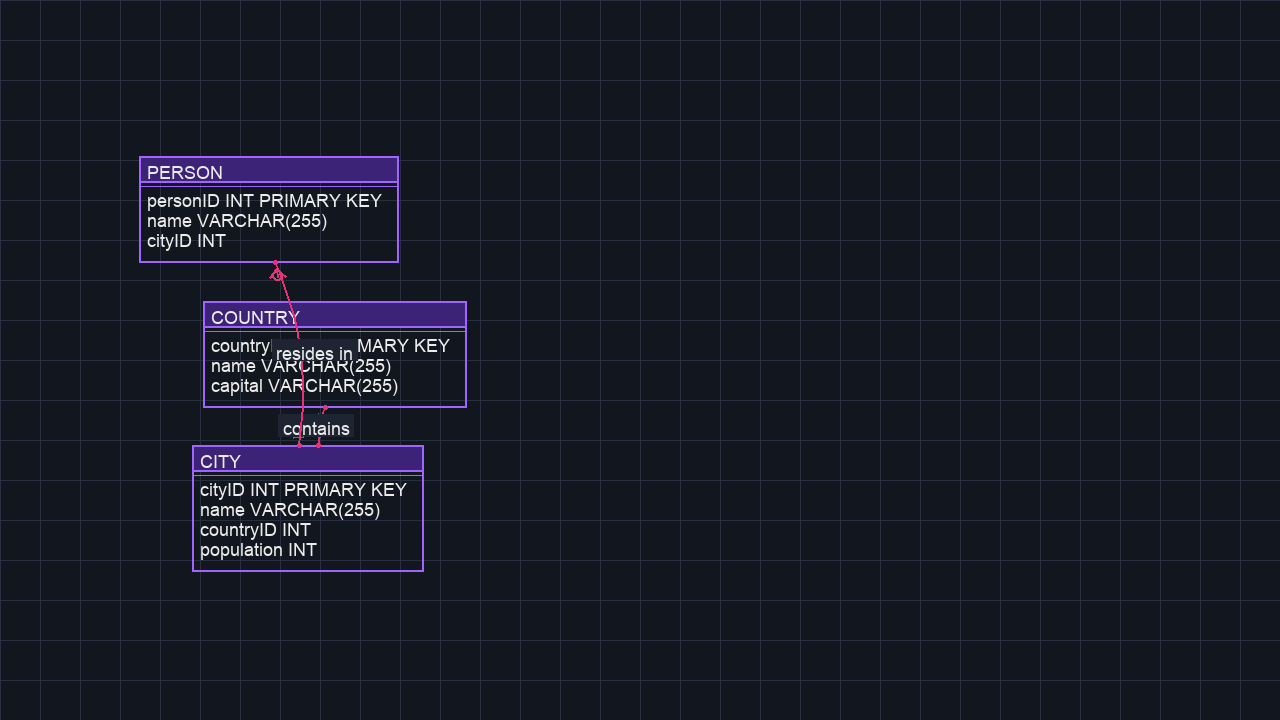 PERSON
personID INT PRIMARY KEY
name VARCHAR(255)
cityID INT
COUNTRY
country MARY KEY
resides in
name VARCHAR(255)
capital VARCHAR(255)
contains
CITY
cityID INT PRIMARY KEY
name VARCHAR(255)
countryID INT
population INT